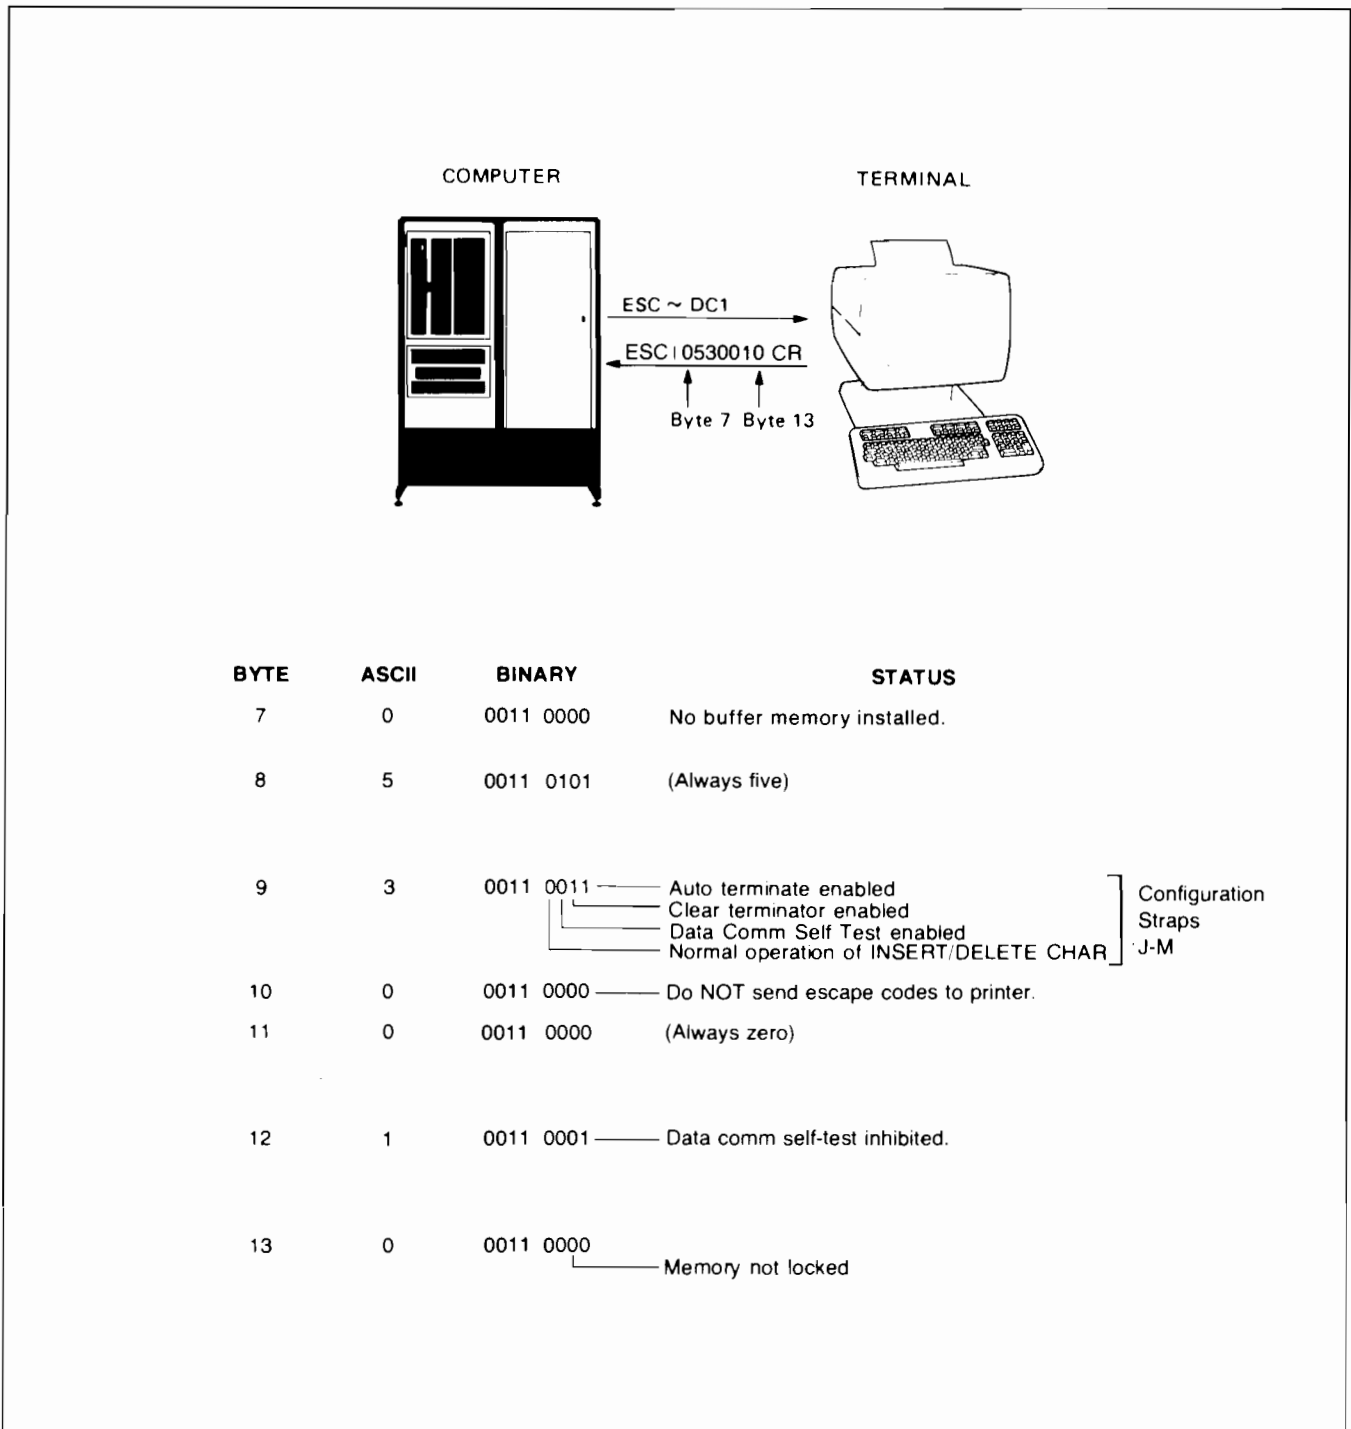 COMPUTER TERMINAL
ESC ~ DC1
ESC | 0530010 CR
Byte 7 Byte 13
BYTE ASCII BINARY STATUS
7 0 0011 0000 No buffer memory installed.
8 5 0011 0101 (Always five)
9 3 0011 0011 Auto terminate enabled
Clear terminator enabled
Data Comm Self Test enabled
Normal operation of INSERT/DELETE CHAR
Configuration
Straps
J-M
10 0 0011 0000 Do NOT send escape codes to printer.
11 0 0011 0000 (Always zero)
12 1 0011 0001 Data comm self-test inhibited.
13 0 0011 0000
Memory not locked